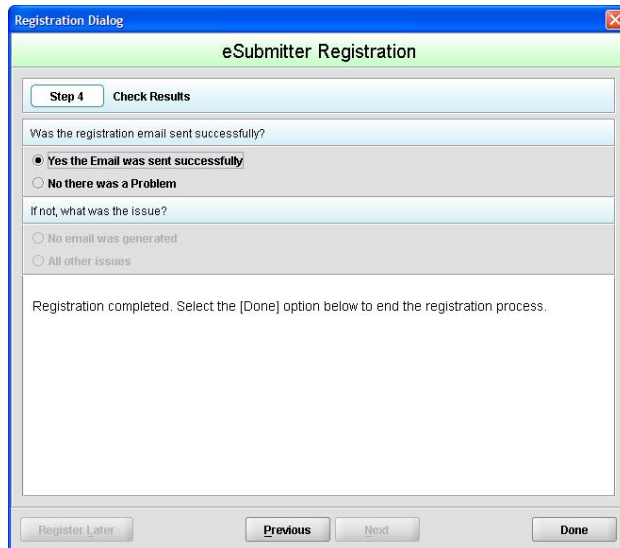 Registration Dialog
eSubmitter Registration
Step 4 Check Results
Was the registration email sent successfully?
Yes the Email was sent successfully
No there was a Problem
If not, what was the issue?
No email was generated
All other issues
Registration completed. Select the [Done] option below to end the registration process.
Register Later Previous Next Done